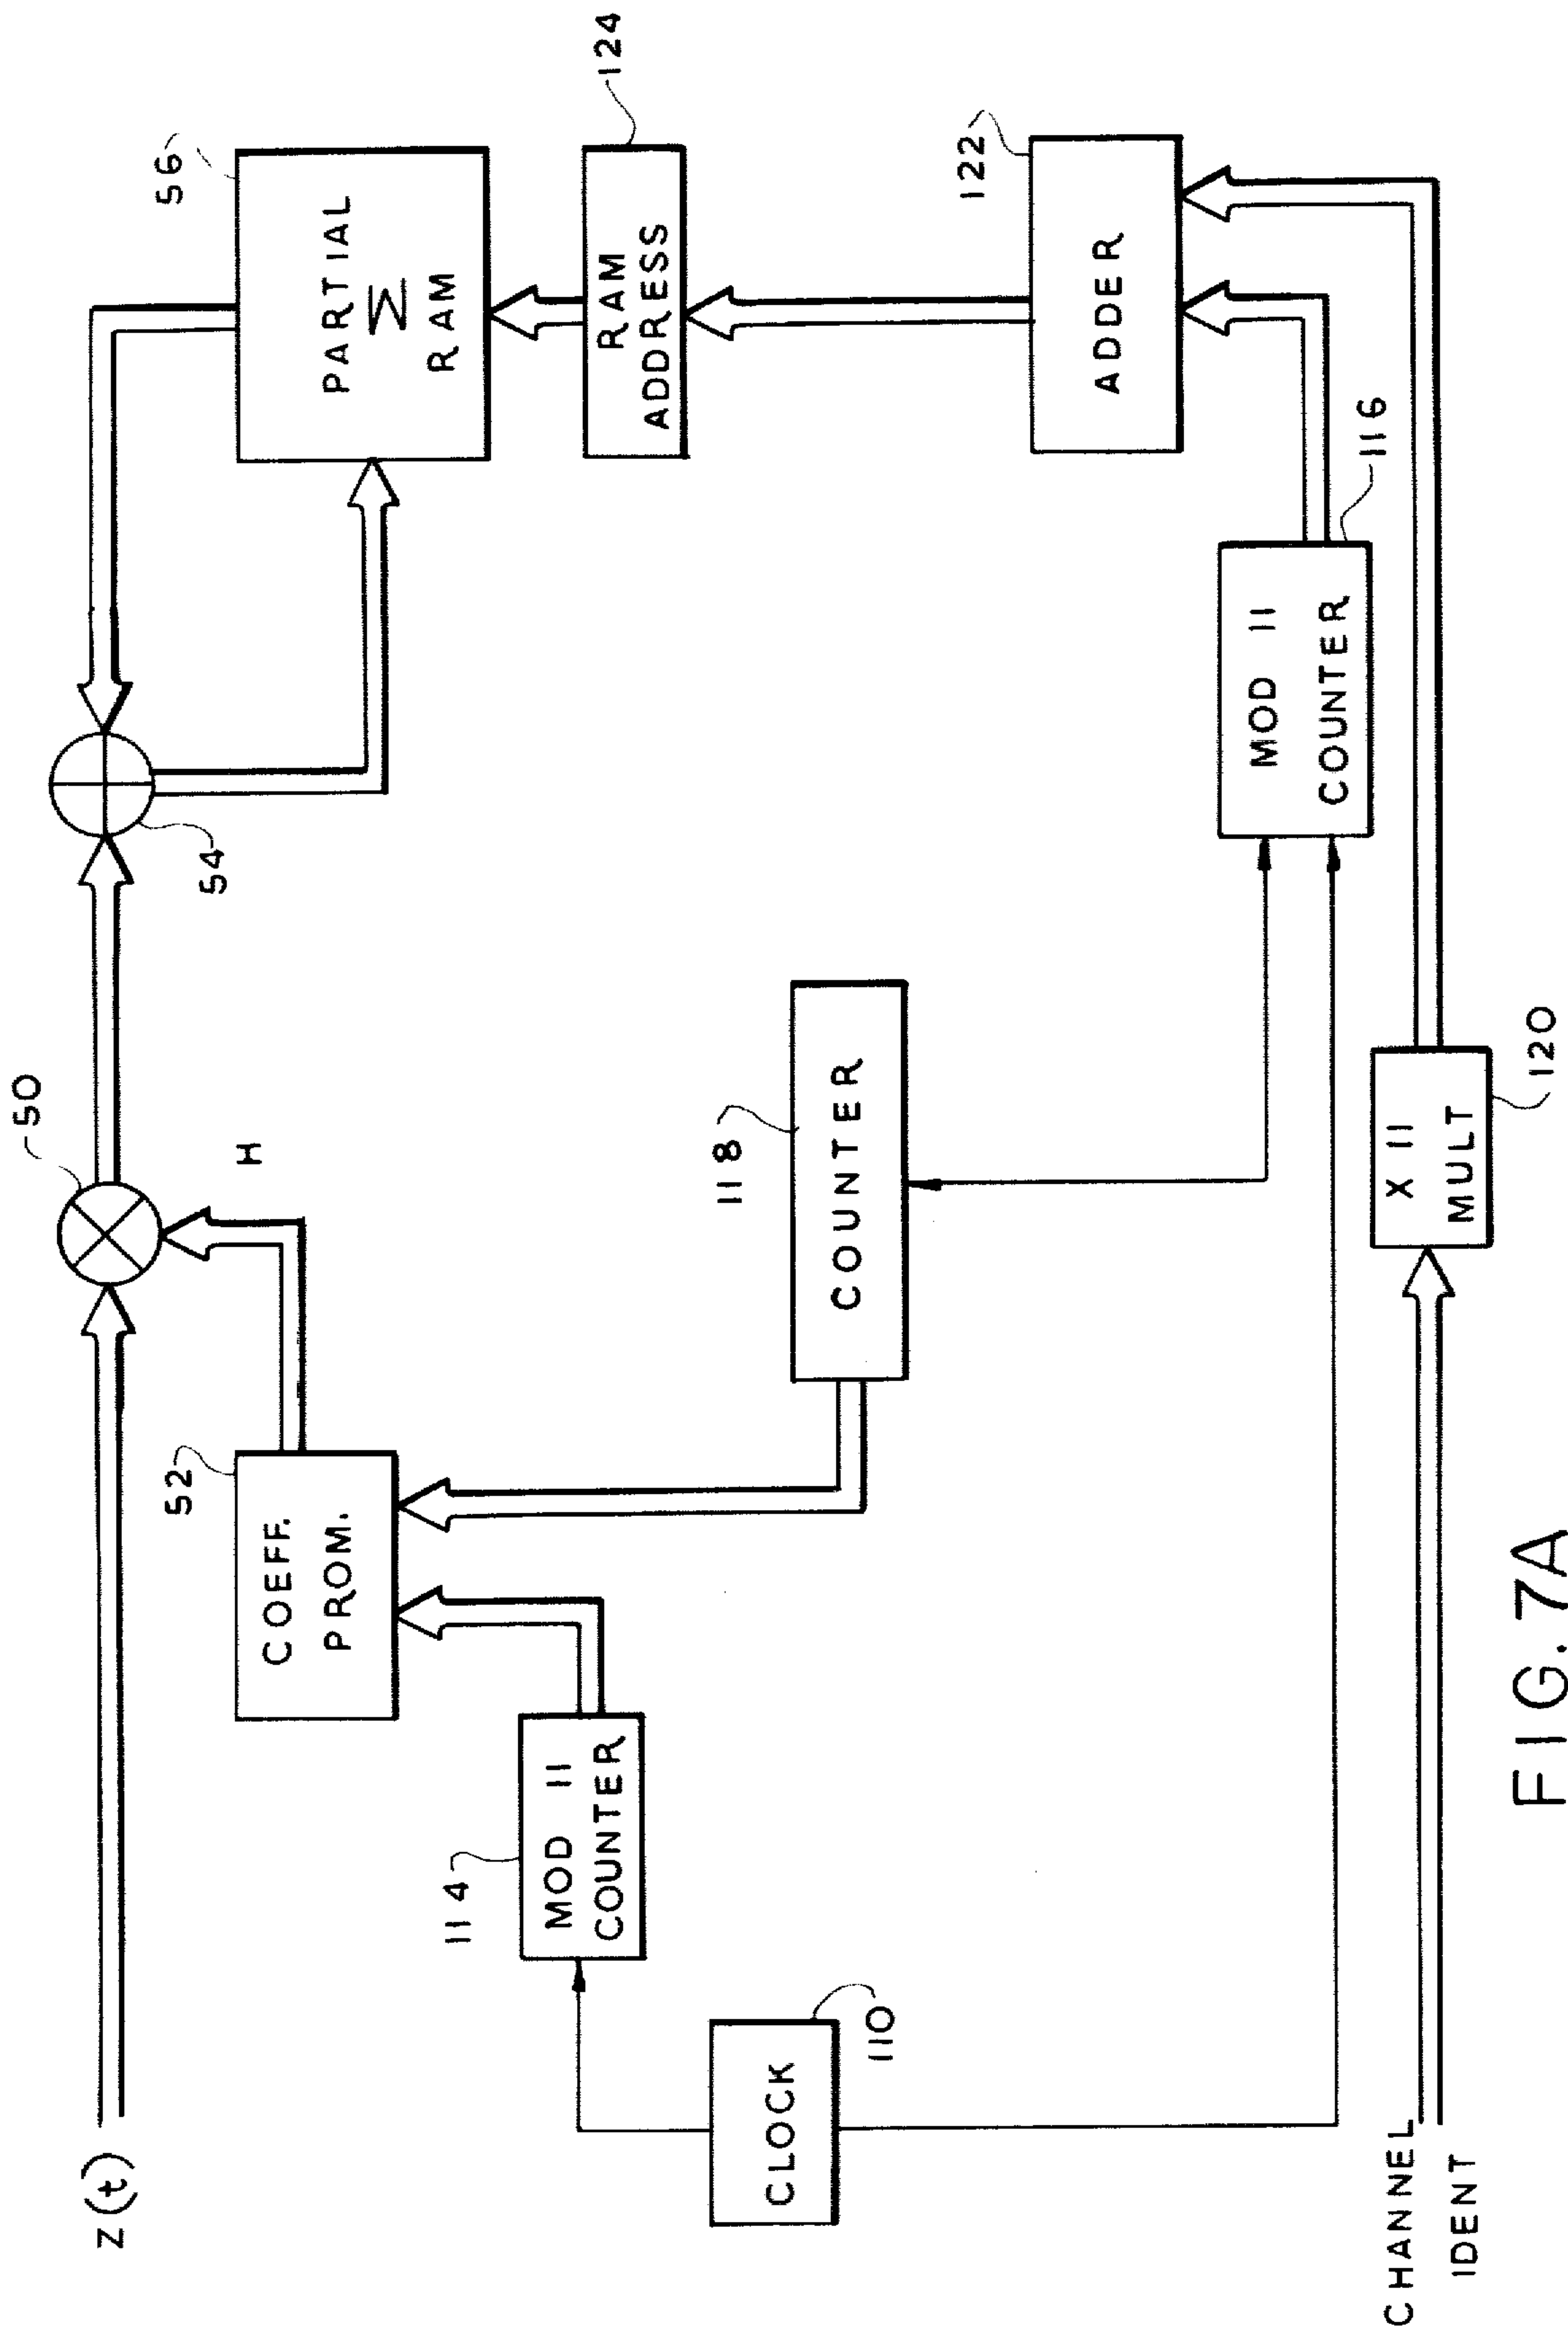 Z(t)
50
H
54
56
PARTIAL
Σ
RAM
52
COEFF.
PROM.
114
MOD 11
COUNTER
118
COUNTER
RAM
ADDRESS
124
CLOCK
110
122
ADDER
MOD 11
COUNTER
116
CHANNEL
IDENT
X 11
MULT
120
FIG. 7A